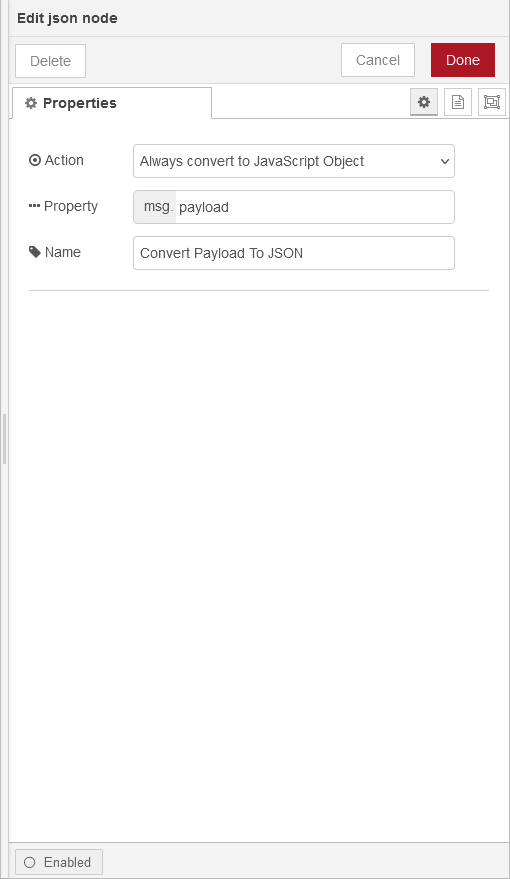 Edit json node
Delete
Cancel
Done
Properties
Action
Always convert to JavaScript Object
Property
msg. payload
Name
Convert Payload To JSON
Enabled